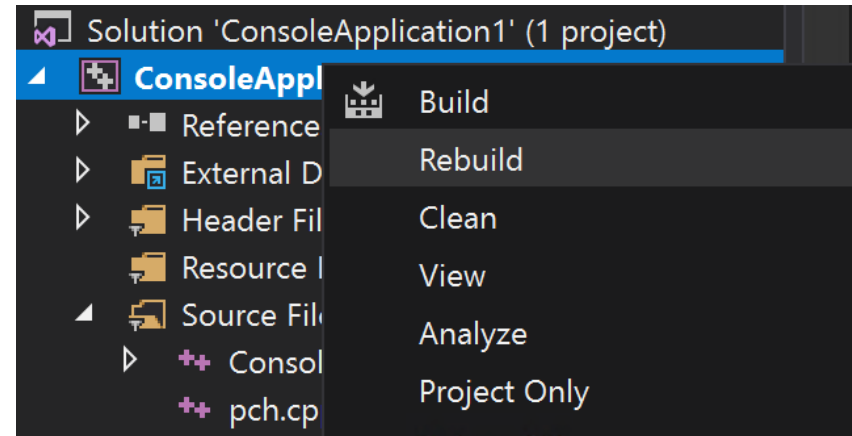 Solution 'ConsoleApplication1' (1 project)
ConsoleAppl
Reference
External D
Header Fil
Resource
Source File
Consol
pch.cp
Build
Rebuild
Clean
View
Analyze
Project Only